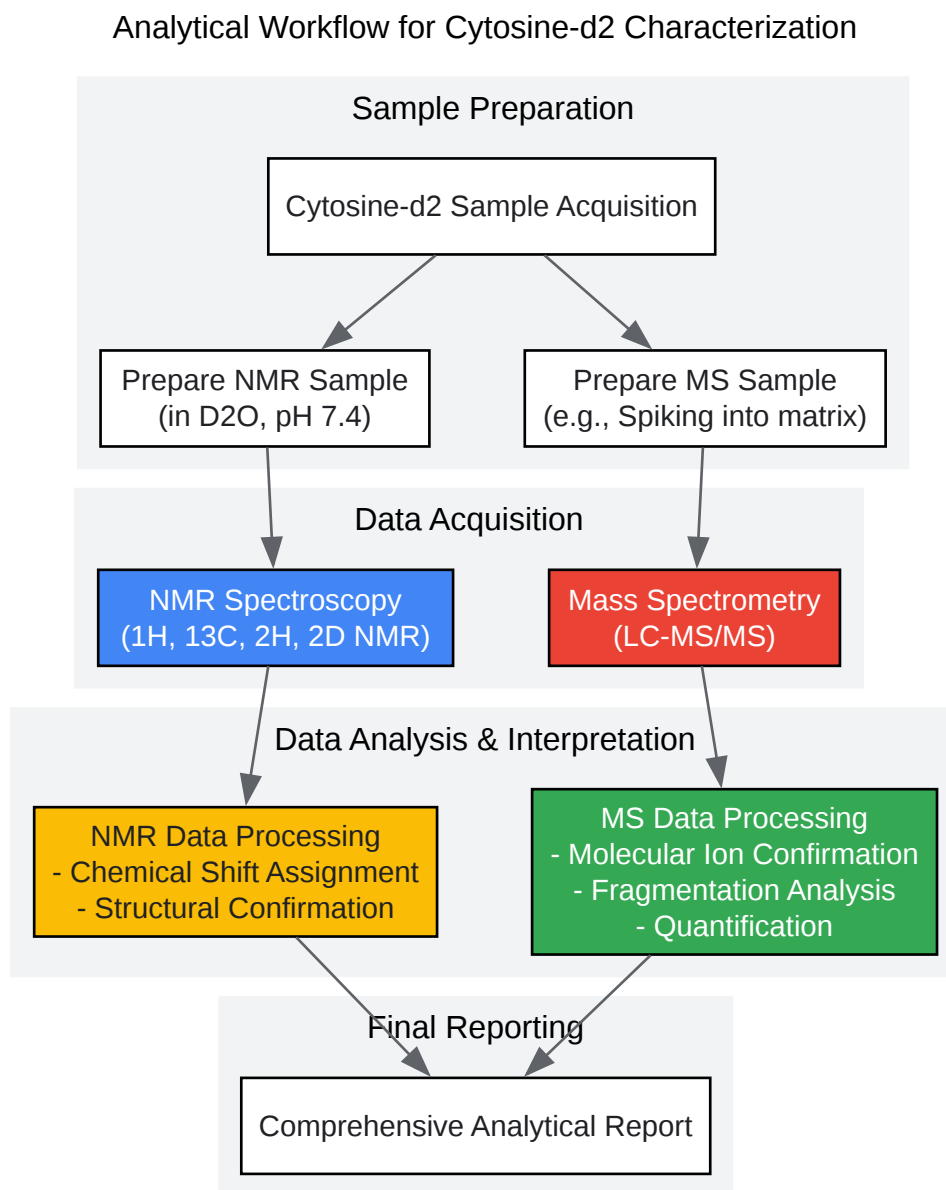 Analytical Workflow for Cytosine-d2 Characterization
Sample Preparation
Cytosine-d2 Sample Acquisition
Prepare NMR Sample
(in D2O, pH 7.4)
Prepare MS Sample
(e.g., Spiking into matrix)
Data Acquisition
NMR Spectroscopy
(1H, 13C, 2H, 2D NMR)
Mass Spectrometry
(LC-MS/MS)
Data Analysis & Interpretation
NMR Data Processing
- Chemical Shift Assignment
- Structural Confirmation
MS Data Processing
- Molecular Ion Confirmation
- Fragmentation Analysis
- Quantification
Final Reporting
Comprehensive Analytical Report